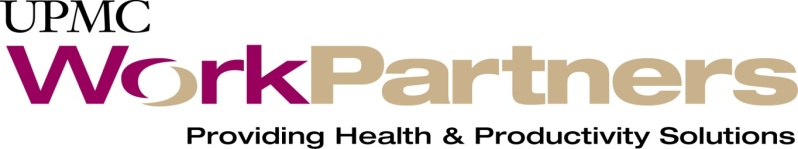 UPMC
WorkPartners
Providing Health & Productivity Solutions